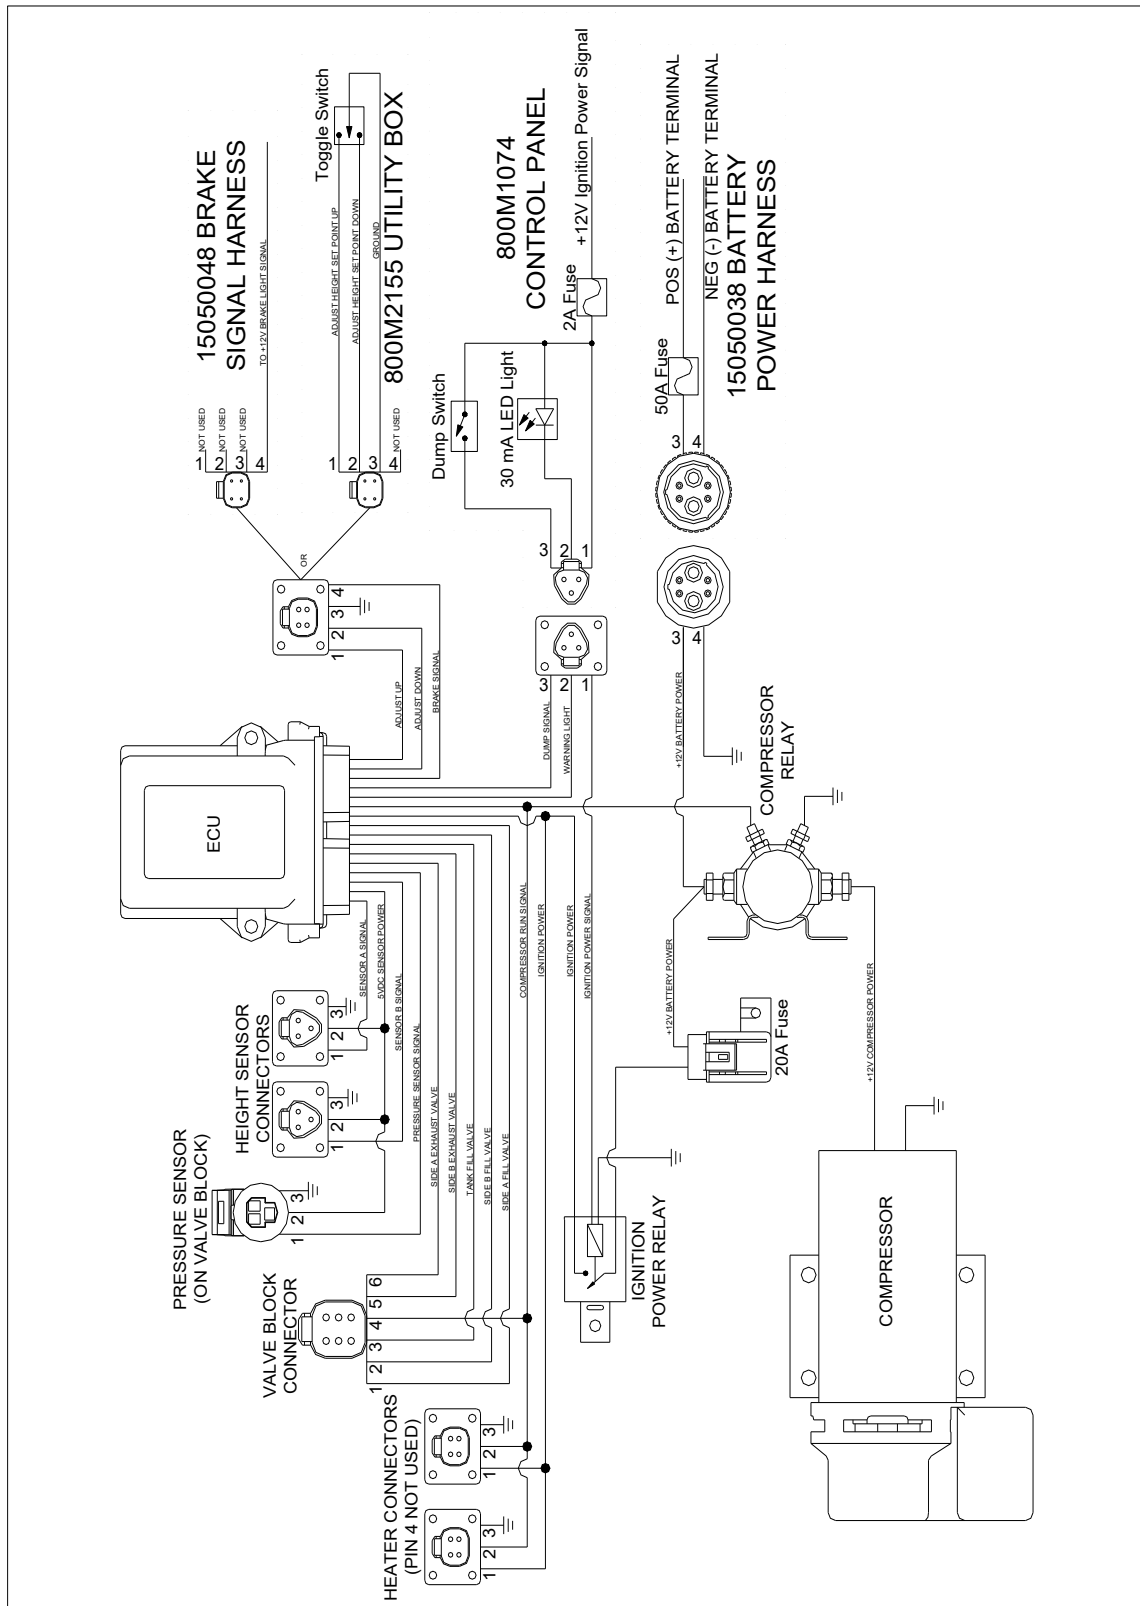 15050048 BRAKE
SIGNAL HARNESS
TO +12V BRAKE LIGHT SIGNAL
1 NOT USED
2 NOT USED
3 NOT USED
4
Toggle Switch
800M2155 UTILITY BOX
ADJUST HEIGHT SET POINT UP
ADJUST HEIGHT SET POINT DOWN
GROUND
1
2
3
4 NOT USED
OR
800M1074
CONTROL PANEL
+12V Ignition Power Signal
2A Fuse
Dump Switch
30 mA LED Light
3
2
1
POS (+) BATTERY TERMINAL
NEG (-) BATTERY TERMINAL
15050038 BATTERY
POWER HARNESS
50A Fuse
3
4
3
4
1
2
3
4
ADJUST UP
ADJUST DOWN
BRAKE SIGNAL
3
2
1
DUMP SIGNAL
WARNING LIGHT
+12V BATTERY POWER
ECU
COMPRESSOR
RELAY
HEIGHT SENSOR
CONNECTORS
1
2
3
1
2
3
SENSOR A SIGNAL
5VDC SENSOR POWER
SENSOR B SIGNAL
PRESSURE SENSOR SIGNAL
SIDE A EXHAUST VALVE
SIDE B EXHAUST VALVE
TANK FILL VALVE
SIDE B FILL VALVE
SIDE A FILL VALVE
COMPRESSOR RUN SIGNAL
IGNITION POWER
IGNITION POWER
IGNITION POWER SIGNAL
+12V BATTERY POWER
20A Fuse
+12V COMPRESSOR POWER
PRESSURE SENSOR
(ON VALVE BLOCK)
1
2
3
VALVE BLOCK
CONNECTOR
1
2
3
4
5
6
IGNITION
POWER RELAY
COMPRESSOR
HEATER CONNECTORS
(PIN 4 NOT USED)
1
2
3
1
2
3